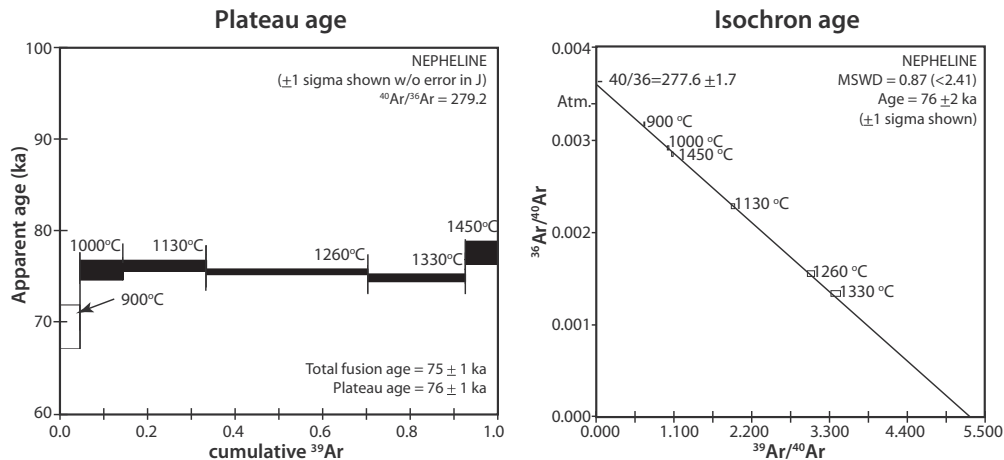 Plateau age
100
90
80
70
60
Apparent age (ka)
NEPHELINE
(±1 sigma shown w/o error in J)
⁴⁰Ar/³⁶Ar = 279.2
1000°C
1130°C
1260°C
1330°C
1450°C
900°C
Total fusion age = 75 ± 1 ka
Plateau age = 76 ± 1 ka
0.0 0.2 0.4 0.6 0.8 1.0
cumulative ³⁹Ar
Isochron age
0.004
Atm.
0.003
0.002
0.001
0.000
³⁶Ar/⁴⁰Ar
40/36=277.6 ±1.7
NEPHELINE
MSWD = 0.87 (<2.41)
Age = 76 ±2 ka
(±1 sigma shown)
900 °C
1000 °C
1450 °C
1130 °C
1260 °C
1330 °C
0.000 1.100 2.200 3.300 4.400 5.500
³⁹Ar/⁴⁰Ar